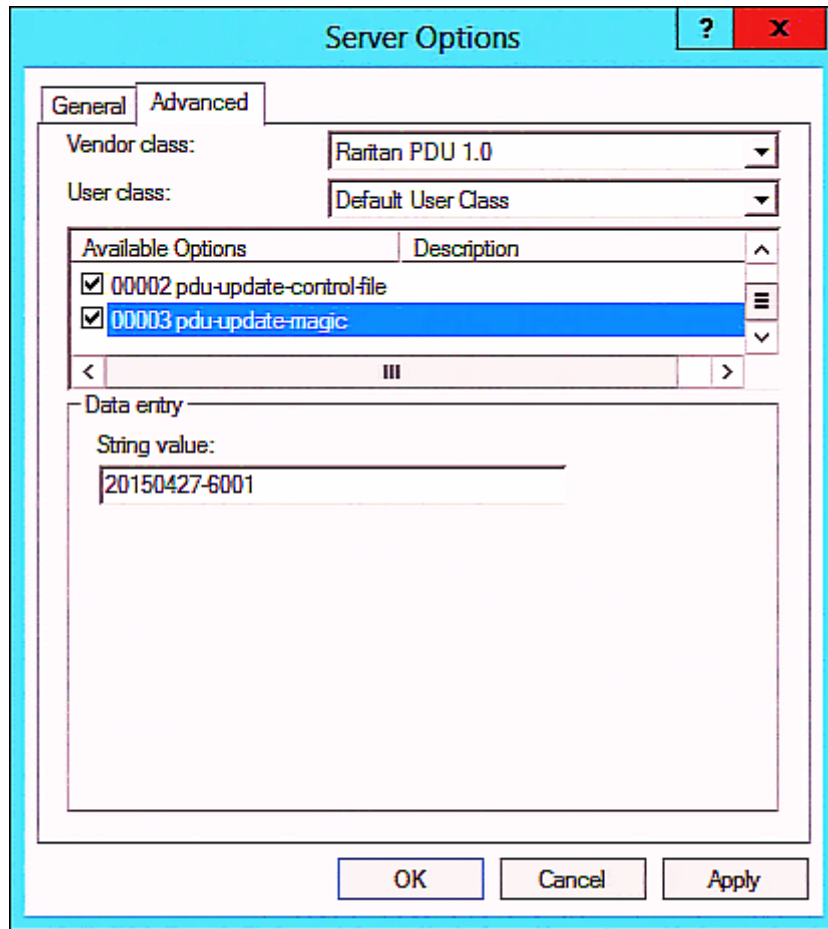 Server Options
? x
General Advanced
Vendor class: Raritan PDU 1.0
User class: Default User Class
Available Options Description
00002 pdu-update-control-file
00003 pdu-update-magic
Data entry
String value:
20150427-6001
OK Cancel Apply